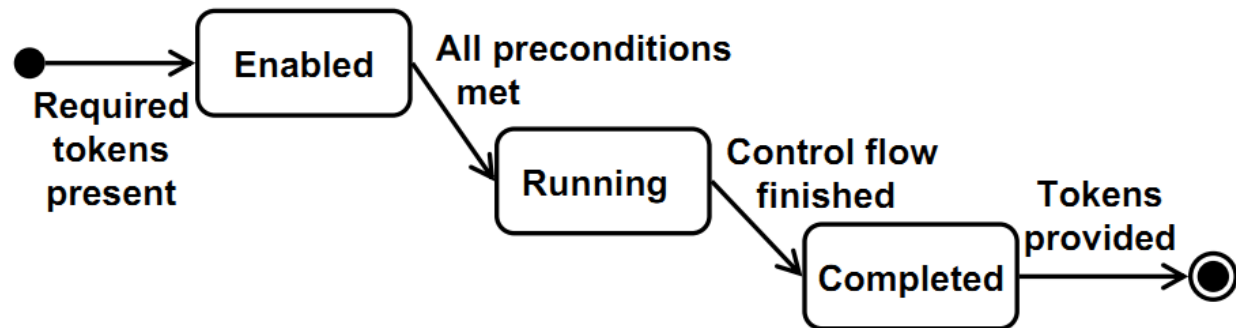 Enabled
Required
tokens
present
All preconditions
met
Running
Control flow
finished
Completed
Tokens
provided